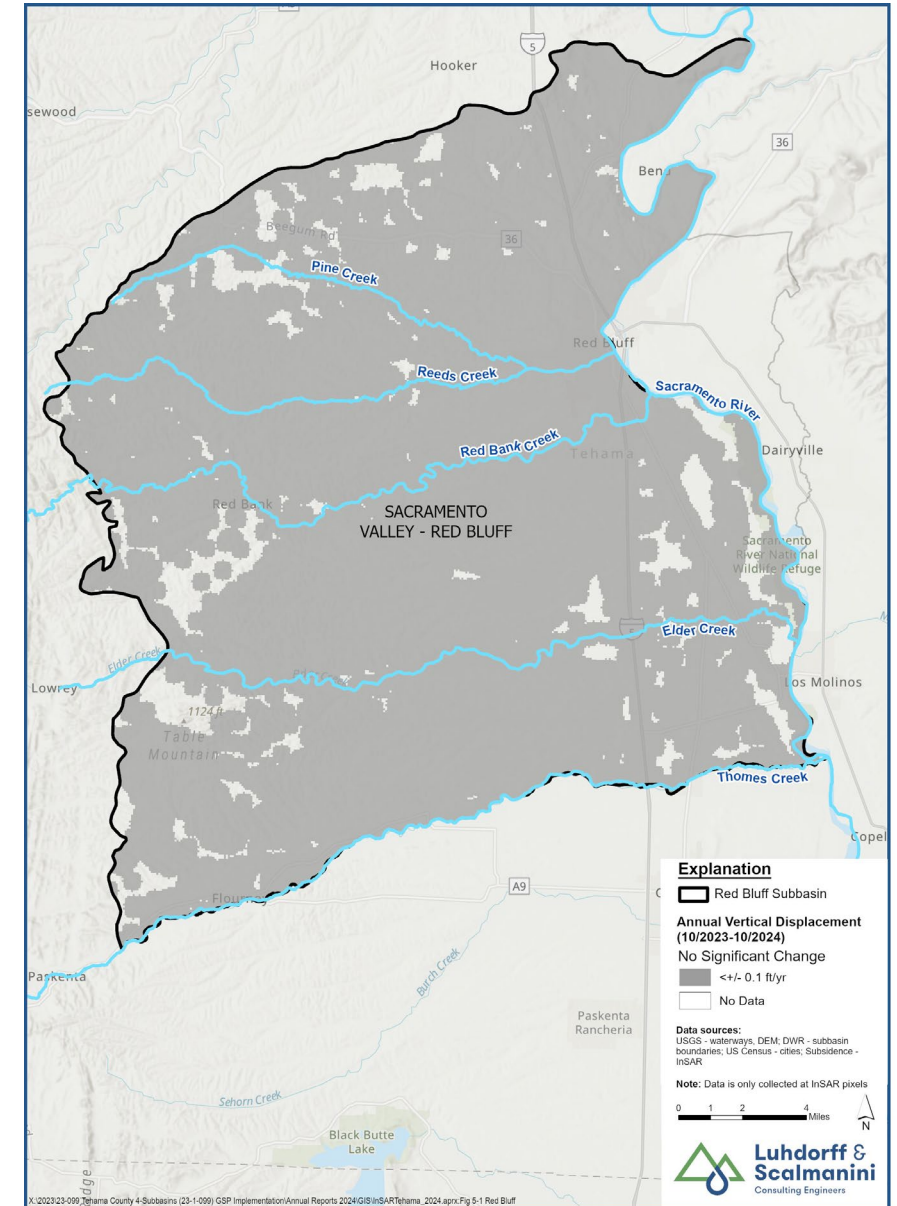 5
Hooker
sewood
36
Bend
Beegum Rd
36
Pine Creek
Red Bluff
Reeds Creek
Sacramento River
Red Bank Creek
Tehama
Dairyville
Red Bank
SACRAMENTO
VALLEY - RED BLUFF
Sacramento
River National
Wildlife Refuge
5
Elder Creek
Elder Creek
Lowrey
Los Molinos
1124 ft
Table
Mountain
Thomes Creek
Copel
A9
C
Paskenta
Burch Creek
Paskenta
Rancheria
Sehorn Creek
Black Butte
Lake
idge
Explanation
Red Bluff Subbasin
Annual Vertical Displacement
(10/2023-10/2024)
No Significant Change
<+/- 0.1 ft/yr
No Data
Data sources:
USGS - waterways, DEM; DWR - subbasin
boundaries; US Census - cities; Subsidence -
InSAR
Note: Data is only collected at InSAR pixels
0 1 2 4
Miles
N
Luhdorff &
Scalmanini
Consulting Engineers
X:\2023\23-099 Tehama County 4-Subbasins (23-1-099) GSP Implementation\Annual Reports 2024\GIS\InSARTehama_2024.aprx:Fig 5-1 Red Bluff